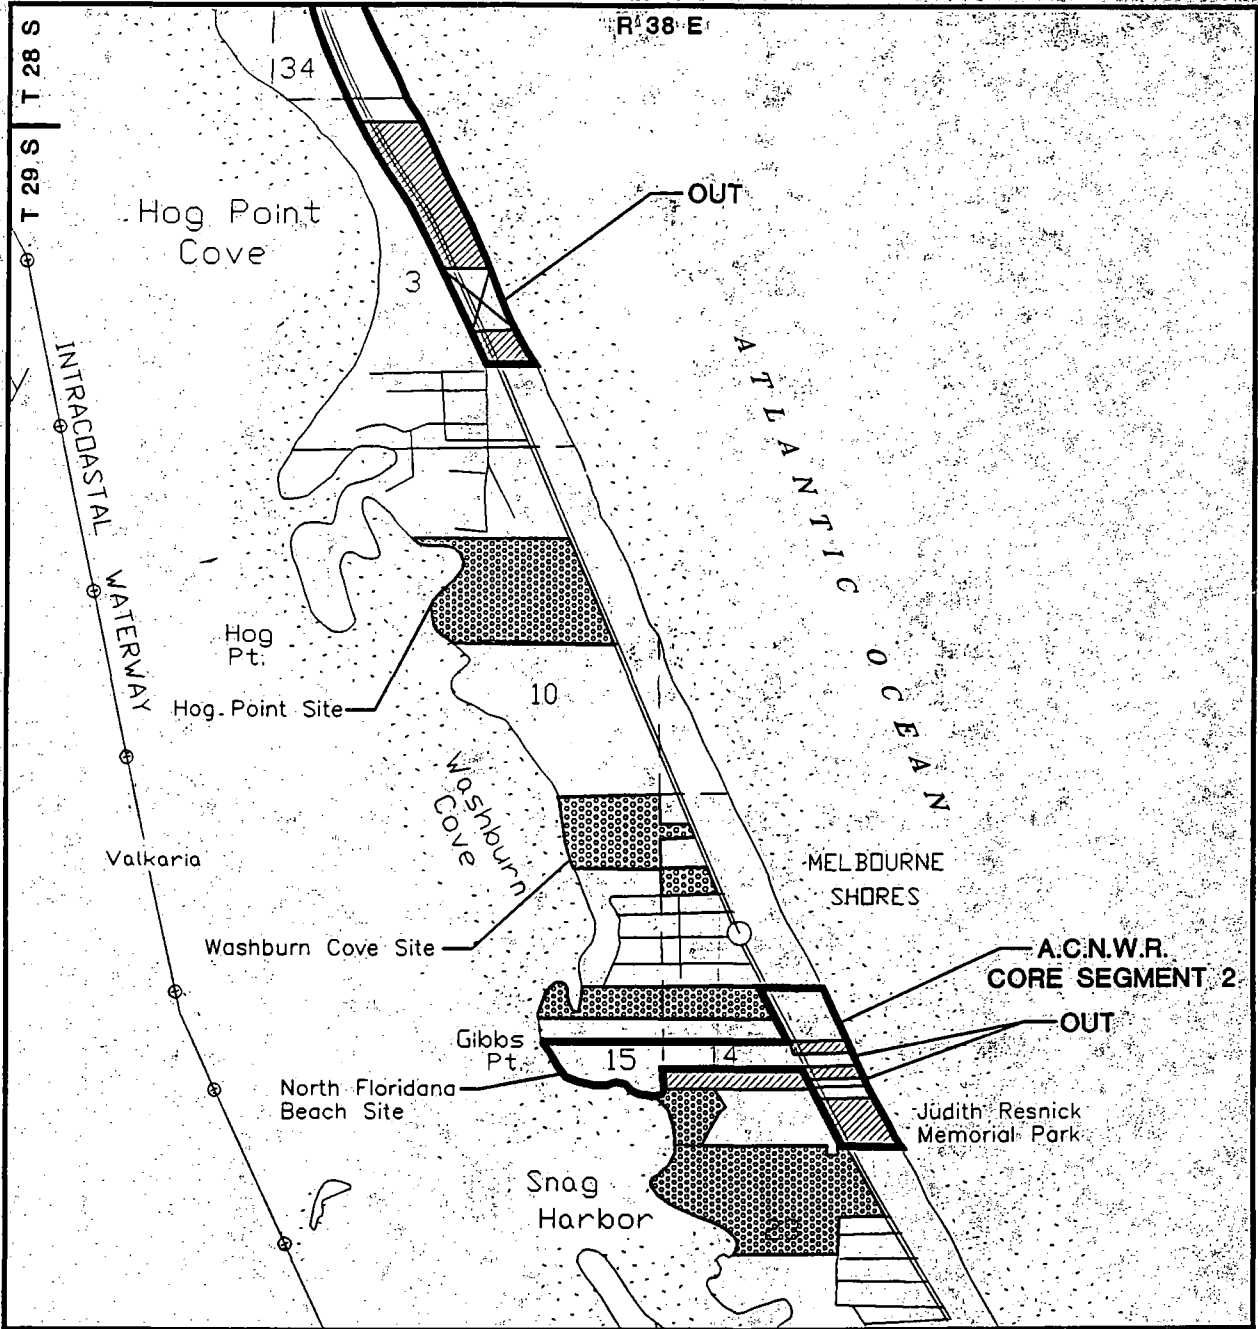 R 38 E
T 28 S
T 29 S
34
OUT
Hog Point
Cove
3
ATLANTIC OCEAN
INTRACOASTAL WATERWAY
Hog
Pt.
Hog Point Site
10
Washburn
Cove
Valkaria
MELBOURNE
SHORES
Washburn Cove Site
A.C.N.W.R.
CORE SEGMENT 2
OUT
Gibbs
Pt.
15
14
North Floridana
Beach Site
Judith Resnick
Memorial Park
Snag
Harbor